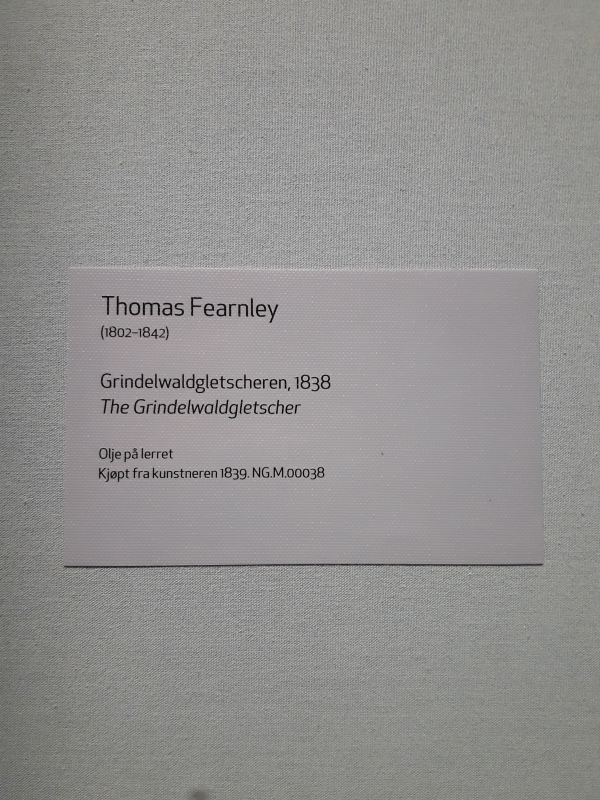 Thomas Fearnley
(1802–1842)
Grindelwaldgletscheren, 1838
The Grindelwaldgletscher
Olje på lerret
Kjøpt fra kunstneren 1839. NG.M.00038